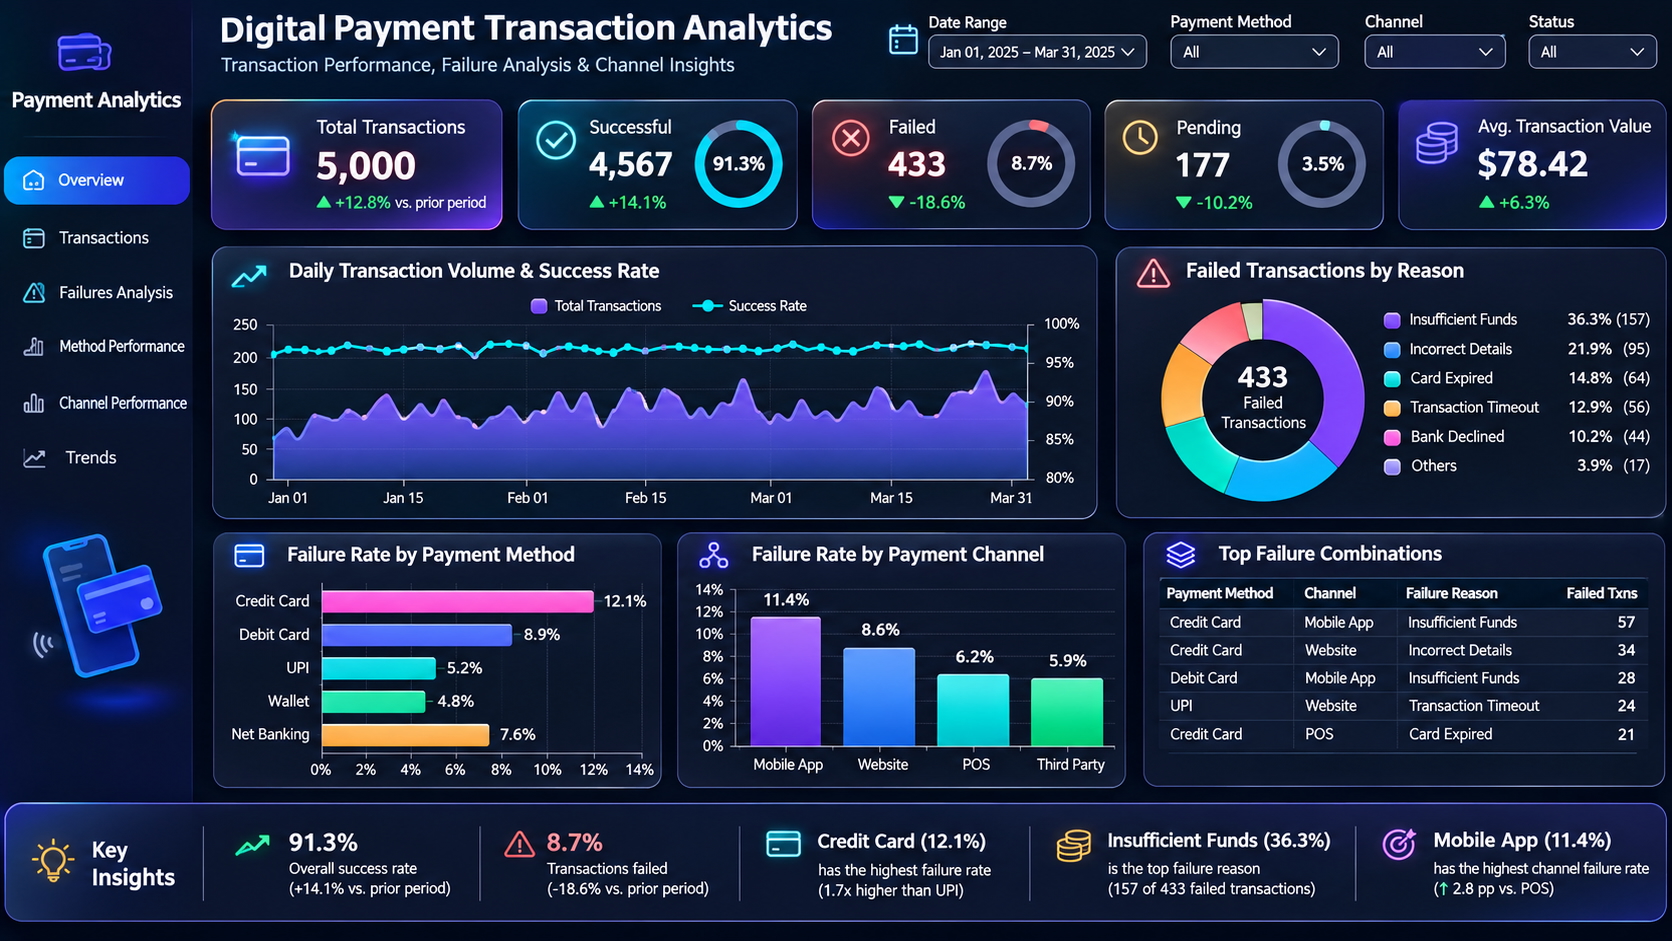 Payment Analytics
Overview
Transactions
Failures Analysis
Method Performance
Channel Performance
Trends
Digital Payment Transaction Analytics
Transaction Performance, Failure Analysis & Channel Insights
Date Range
Jan 01, 2025 – Mar 31, 2025
Payment Method
All
Channel
All
Status
All
Total Transactions
5,000
▲ +12.8% vs. prior period
Successful
4,567
▲ +14.1%
91.3%
Failed
433
▼ -18.6%
8.7%
Pending
177
▼ -10.2%
3.5%
Avg. Transaction Value
$78.42
▲ +6.3%
Daily Transaction Volume & Success Rate
Total Transactions
Success Rate
250
200
150
100
50
0
100%
95%
90%
85%
80%
Jan 01
Jan 15
Feb 01
Feb 15
Mar 01
Mar 15
Mar 31
Failed Transactions by Reason
433
Failed
Transactions
Insufficient Funds 36.3% (157)
Incorrect Details 21.9% (95)
Card Expired 14.8% (64)
Transaction Timeout 12.9% (56)
Bank Declined 10.2% (44)
Others 3.9% (17)
Failure Rate by Payment Method
Credit Card 12.1%
Debit Card 8.9%
UPI 5.2%
Wallet 4.8%
Net Banking 7.6%
0% 2% 4% 6% 8% 10% 12% 14%
Failure Rate by Payment Channel
14%
12%
10%
8%
6%
4%
2%
0%
11.4%
8.6%
6.2%
5.9%
Mobile App
Website
POS
Third Party
Top Failure Combinations
Payment Method Channel Failure Reason Failed Txns
Credit Card Mobile App Insufficient Funds 57
Credit Card Website Incorrect Details 34
Debit Card Mobile App Insufficient Funds 28
UPI Website Transaction Timeout 24
Credit Card POS Card Expired 21
Key
Insights
91.3%
Overall success rate
(+14.1% vs. prior period)
8.7%
Transactions failed
(-18.6% vs. prior period)
Credit Card (12.1%)
has the highest failure rate
(1.7x higher than UPI)
Insufficient Funds (36.3%)
is the top failure reason
(157 of 433 failed transactions)
Mobile App (11.4%)
has the highest channel failure rate
(↑ 2.8 pp vs. POS)